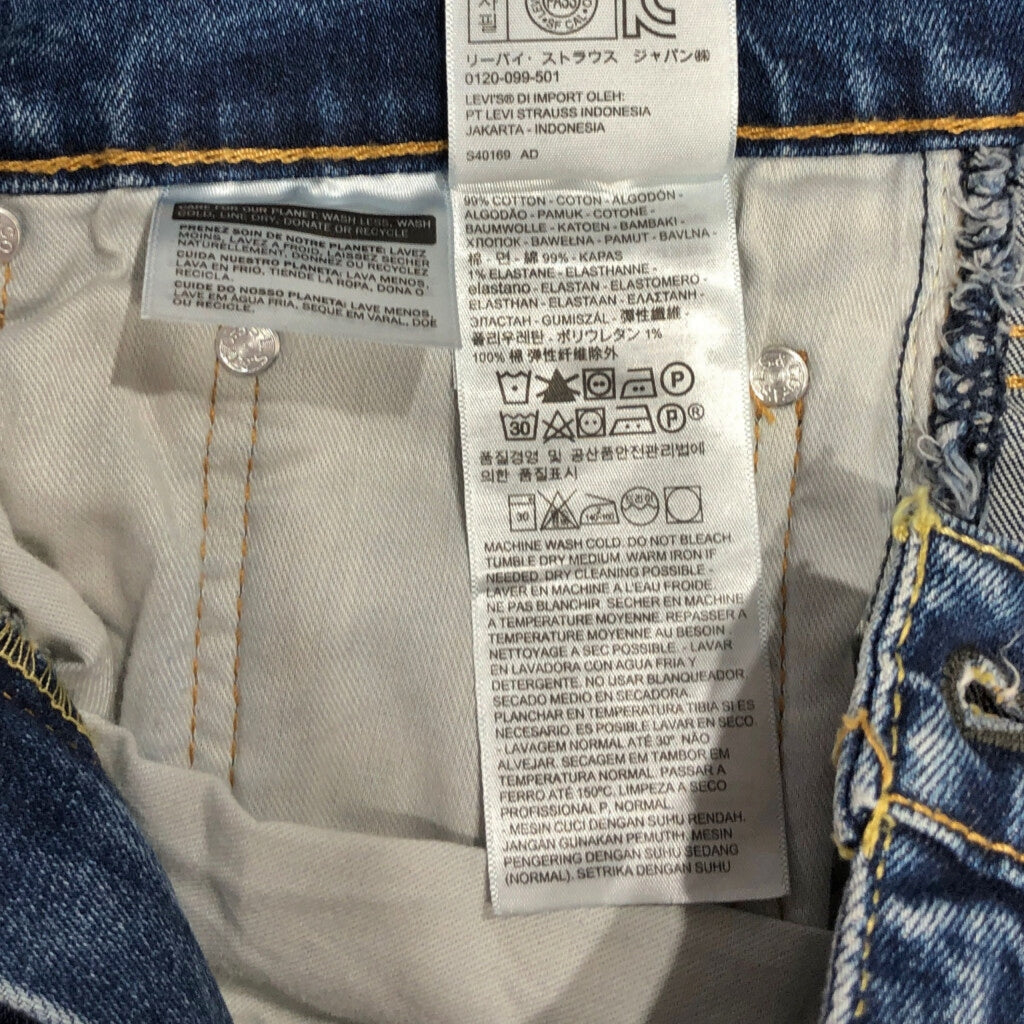 자
필
PASS
SF CAL
リーバイ・ストラウス ジャパン㈱
0120-099-501
LEVI'S® DI IMPORT OLEH:
PT LEVI STRAUSS INDONESIA
JAKARTA - INDONESIA
S40169 AD
CARE FOR OUR PLANET: WASH LESS, WASH
COLD, LINE DRY, DONATE OR RECYCLE
PRENEZ SOIN DE NOTRE PLANETE: LAVEZ
MOINS, LAVEZ A FROID, LAISSEZ SECHER
NATURELLEMENT, DONNEZ OU RECYCLEZ
CUIDA NUESTRO PLANETA: LAVA MENOS,
LAVA EN FRIO, TIENDE LA ROPA, DONA O
RECICLA.
CUIDE DO NOSSO PLANETA: LAVE MENOS,
LAVE EM ÁGUA FRIA, SEQUE EM VARAL, DOE
OU RECICLE.
99% COTTON - COTON - ALGODÓN -
ALGODÃO - PAMUK - COTONE -
BAUMWOLLE - KATOEN - BAMBAKI -
ХЛОПОК - BAWEŁNA - PAMUT - BAVLNA -
棉 - 면 - 綿 99% - KAPAS
1% ELASTANE - ELASTHANNE -
elastano - ELASTAN - ELASTOMERO -
ELASTHAN - ELASTAAN - ΕΛΑΣΤΑΝΗ -
ЭЛАСТАН - GUMISZÁL - 彈性纖維 -
폴리우레탄 - ポリウレタン 1%
100% 棉 弹性纤维除外
P
30 P ®
품질경영 및 공산품안전관리법에
의한 품질표시
30 140~160 드라이
MACHINE WASH COLD. DO NOT BLEACH
TUMBLE DRY MEDIUM. WARM IRON IF
NEEDED. DRY CLEANING POSSIBLE -
LAVER EN MACHINE A L'EAU FROIDE.
NE PAS BLANCHIR. SECHER EN MACHINE
A TEMPERATURE MOYENNE. REPASSER A
TEMPERATURE MOYENNE AU BESOIN
NETTOYAGE A SEC POSSIBLE. - LAVAR
EN LAVADORA CON AGUA FRIA Y
DETERGENTE. NO USAR BLANQUEADOR
SECADO MEDIO EN SECADORA.
PLANCHAR EN TEMPERATURA TIBIA SI ES
NECESARIO. ES POSIBLE LAVAR EN SECO
. LAVAGEM NORMAL ATÉ 30º. NÃO
ALVEJAR. SECAGEM EM TAMBOR EM
TEMPERATURA NORMAL. PASSAR A
FERRO ATÉ 150ºC. LIMPEZA A SECO
PROFISSIONAL P, NORMAL.
. MESIN CUCI DENGAN SUHU RENDAH.
JANGAN GUNAKAN PEMUTIH. MESIN
PENGERING DENGAN SUHU SEDANG
(NORMAL). SETRIKA DENGAN SUHU